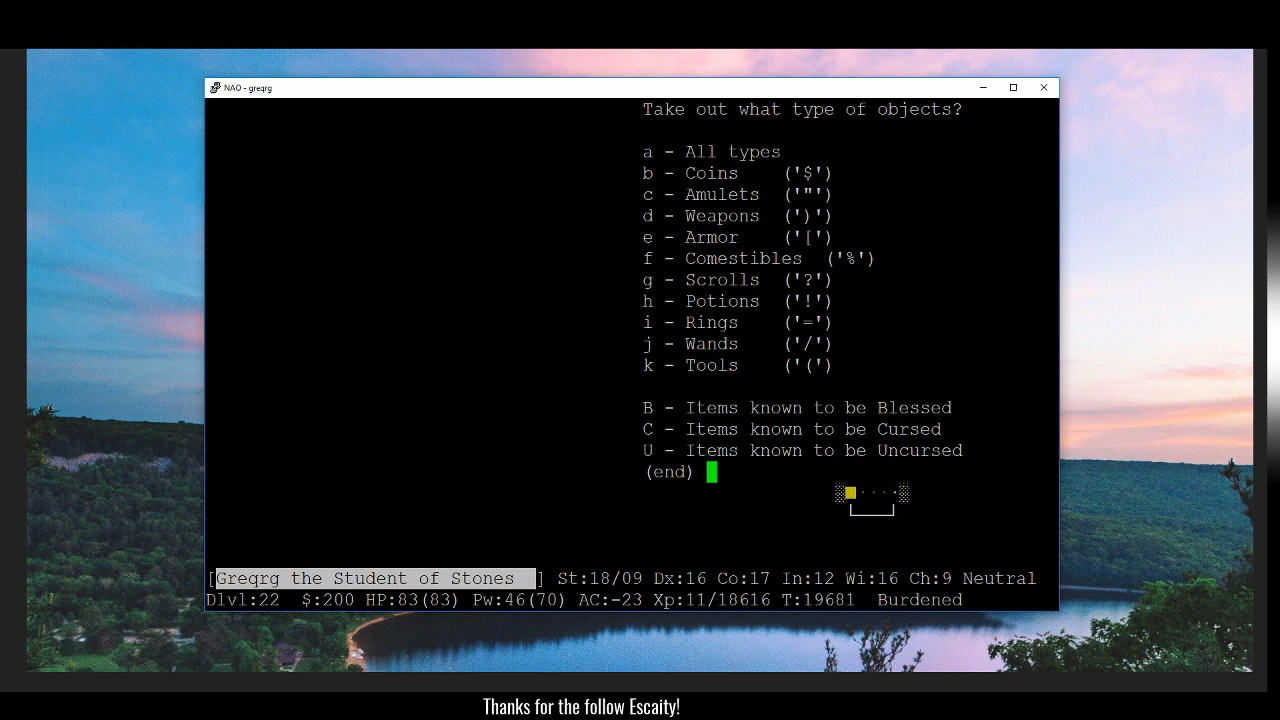 NAO - greqrg
Take out what type of objects?
a - All types
b - Coins ('$')
c - Amulets ('"')
d - Weapons (')')
e - Armor ('[')
f - Comestibles ('%')
g - Scrolls ('?')
h - Potions ('!')
i - Rings ('=')
j - Wands ('/')
k - Tools ('(')
B - Items known to be Blessed
C - Items known to be Cursed
U - Items known to be Uncursed
(end)
[Greqrg the Student of Stones ] St:18/09 Dx:16 Co:17 In:12 Wi:16 Ch:9 Neutral
Dlvl:22 $:200 HP:83(83) Pw:46(70) AC:-23 Xp:11/18616 T:19681 Burdened
Thanks for the follow Escaity!